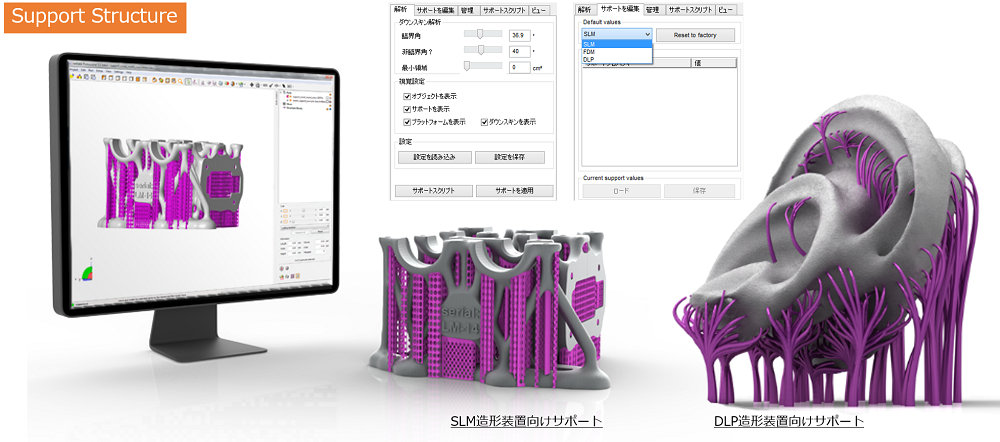 Support Structure
解析 サポートを編集 管理 サポートスクリプト ビュー
ダウンスキン解析
臨界角 36.9 °
非臨界角? 40 °
最小領域 0 cm²
視覚設定
オブジェクトを表示
サポートを表示
プラットフォームを表示 ダウンスキンを表示
設定
設定を読み込み 設定を保存
サポートスクリプト サポートを適用
解析 サポートを編集 管理 サポートスクリプト ビュー
Default values
SLM Reset to factory
SLM
FDM
DLP
値
Current support values
ロード 保存
LM-14
SLM造形装置向けサポート
DLP造形装置向けサポート